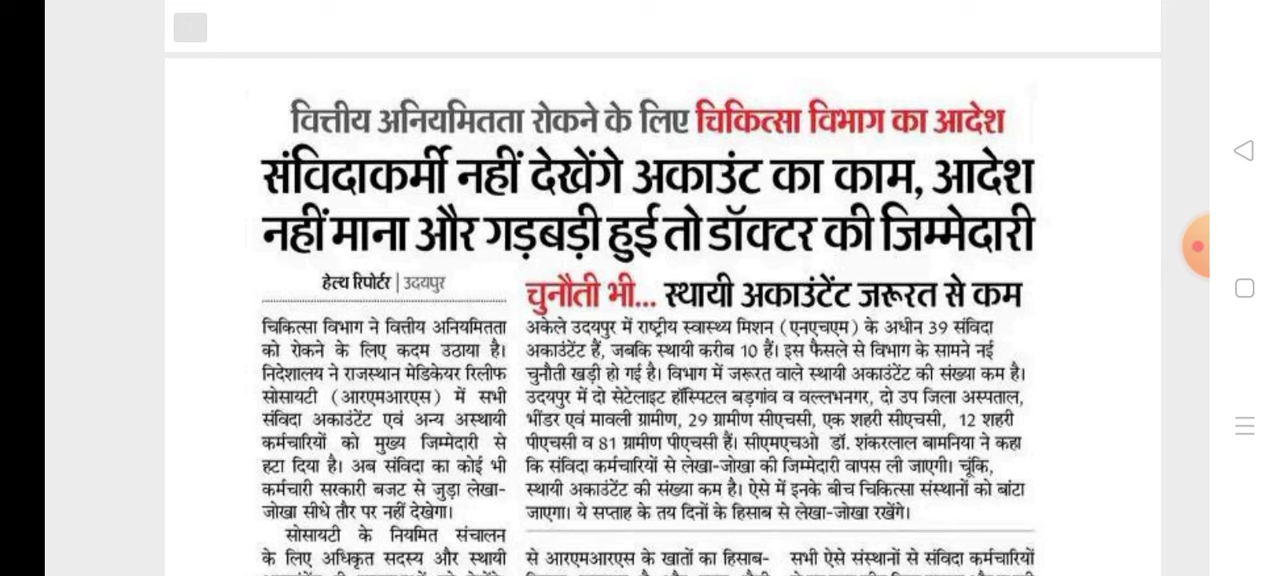 वित्तीय अनियमितता रोकने के लिए चिकित्सा विभाग का आदेश
संविदाकर्मी नहीं देखेंगे अकाउंट का काम, आदेश
नहीं माना और गड़बड़ी हुई तो डॉक्टर की जिम्मेदारी
हेल्थ रिपोर्टर | उदयपुर
चिकित्सा विभाग ने वित्तीय अनियमितता
को रोकने के लिए कदम उठाया है।
निदेशालय ने राजस्थान मेडिकेयर रिलीफ
सोसायटी (आरएमआरएस) में सभी
संविदा अकाउंटेंट एवं अन्य अस्थायी
कर्मचारियों को मुख्य जिम्मेदारी से
हटा दिया है। अब संविदा का कोई भी
कर्मचारी सरकारी बजट से जुड़ा लेखा-
जोखा सीधे तौर पर नहीं देखेगा।
सोसायटी के नियमित संचालन
के लिए अधिकृत सदस्य और स्थायी
चुनौती भी... स्थायी अकाउंटेंट जरूरत से कम
अकेले उदयपुर में राष्ट्रीय स्वास्थ्य मिशन (एनएचएम) के अधीन 39 संविदा
अकाउंटेंट हैं, जबकि स्थायी करीब 10 हैं। इस फैसले से विभाग के सामने नई
चुनौती खड़ी हो गई है। विभाग में जरूरत वाले स्थायी अकाउंटेंट की संख्या कम है।
उदयपुर में दो सेटेलाइट हॉस्पिटल बड़गांव व वल्लभनगर, दो उप जिला अस्पताल,
भींडर एवं मावली ग्रामीण, 29 ग्रामीण सीएचसी, एक शहरी सीएचसी, 12 शहरी
पीएचसी व 81 ग्रामीण पीएचसी हैं। सीएमएचओ डॉ. शंकरलाल बामनिया ने कहा
कि संविदा कर्मचारियों से लेखा-जोखा की जिम्मेदारी वापस ली जाएगी। चूंकि,
स्थायी अकाउंटेंट की संख्या कम है। ऐसे में इनके बीच चिकित्सा संस्थानों को बांटा
जाएगा। ये सप्ताह के तय दिनों के हिसाब से लेखा-जोखा रखेंगे।
से आरएमआरएस के खातों का हिसाब-
सभी ऐसे संस्थानों से संविदा कर्मचारियों